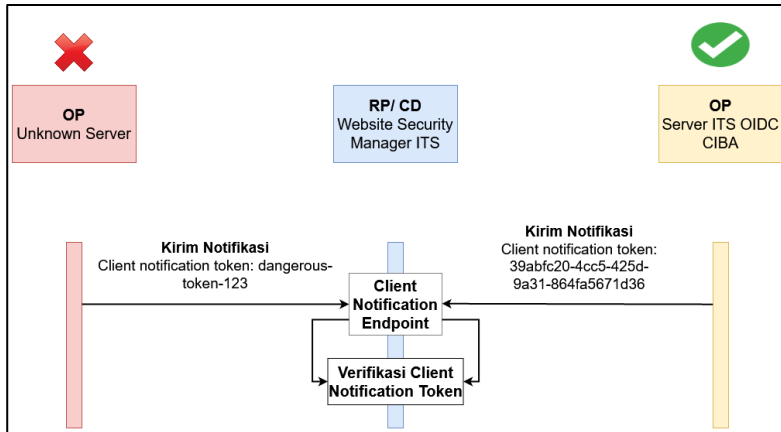 OP
Unknown Server
RP/ CD
Website Security
Manager ITS
OP
Server ITS OIDC
CIBA
Kirim Notifikasi
Client notification token: dangerous-
token-123
Kirim Notifikasi
Client notification token:
39abfc20-4cc5-425d-
9a31-864fa5671d36
Client
Notification
Endpoint
Verifikasi Client
Notification Token